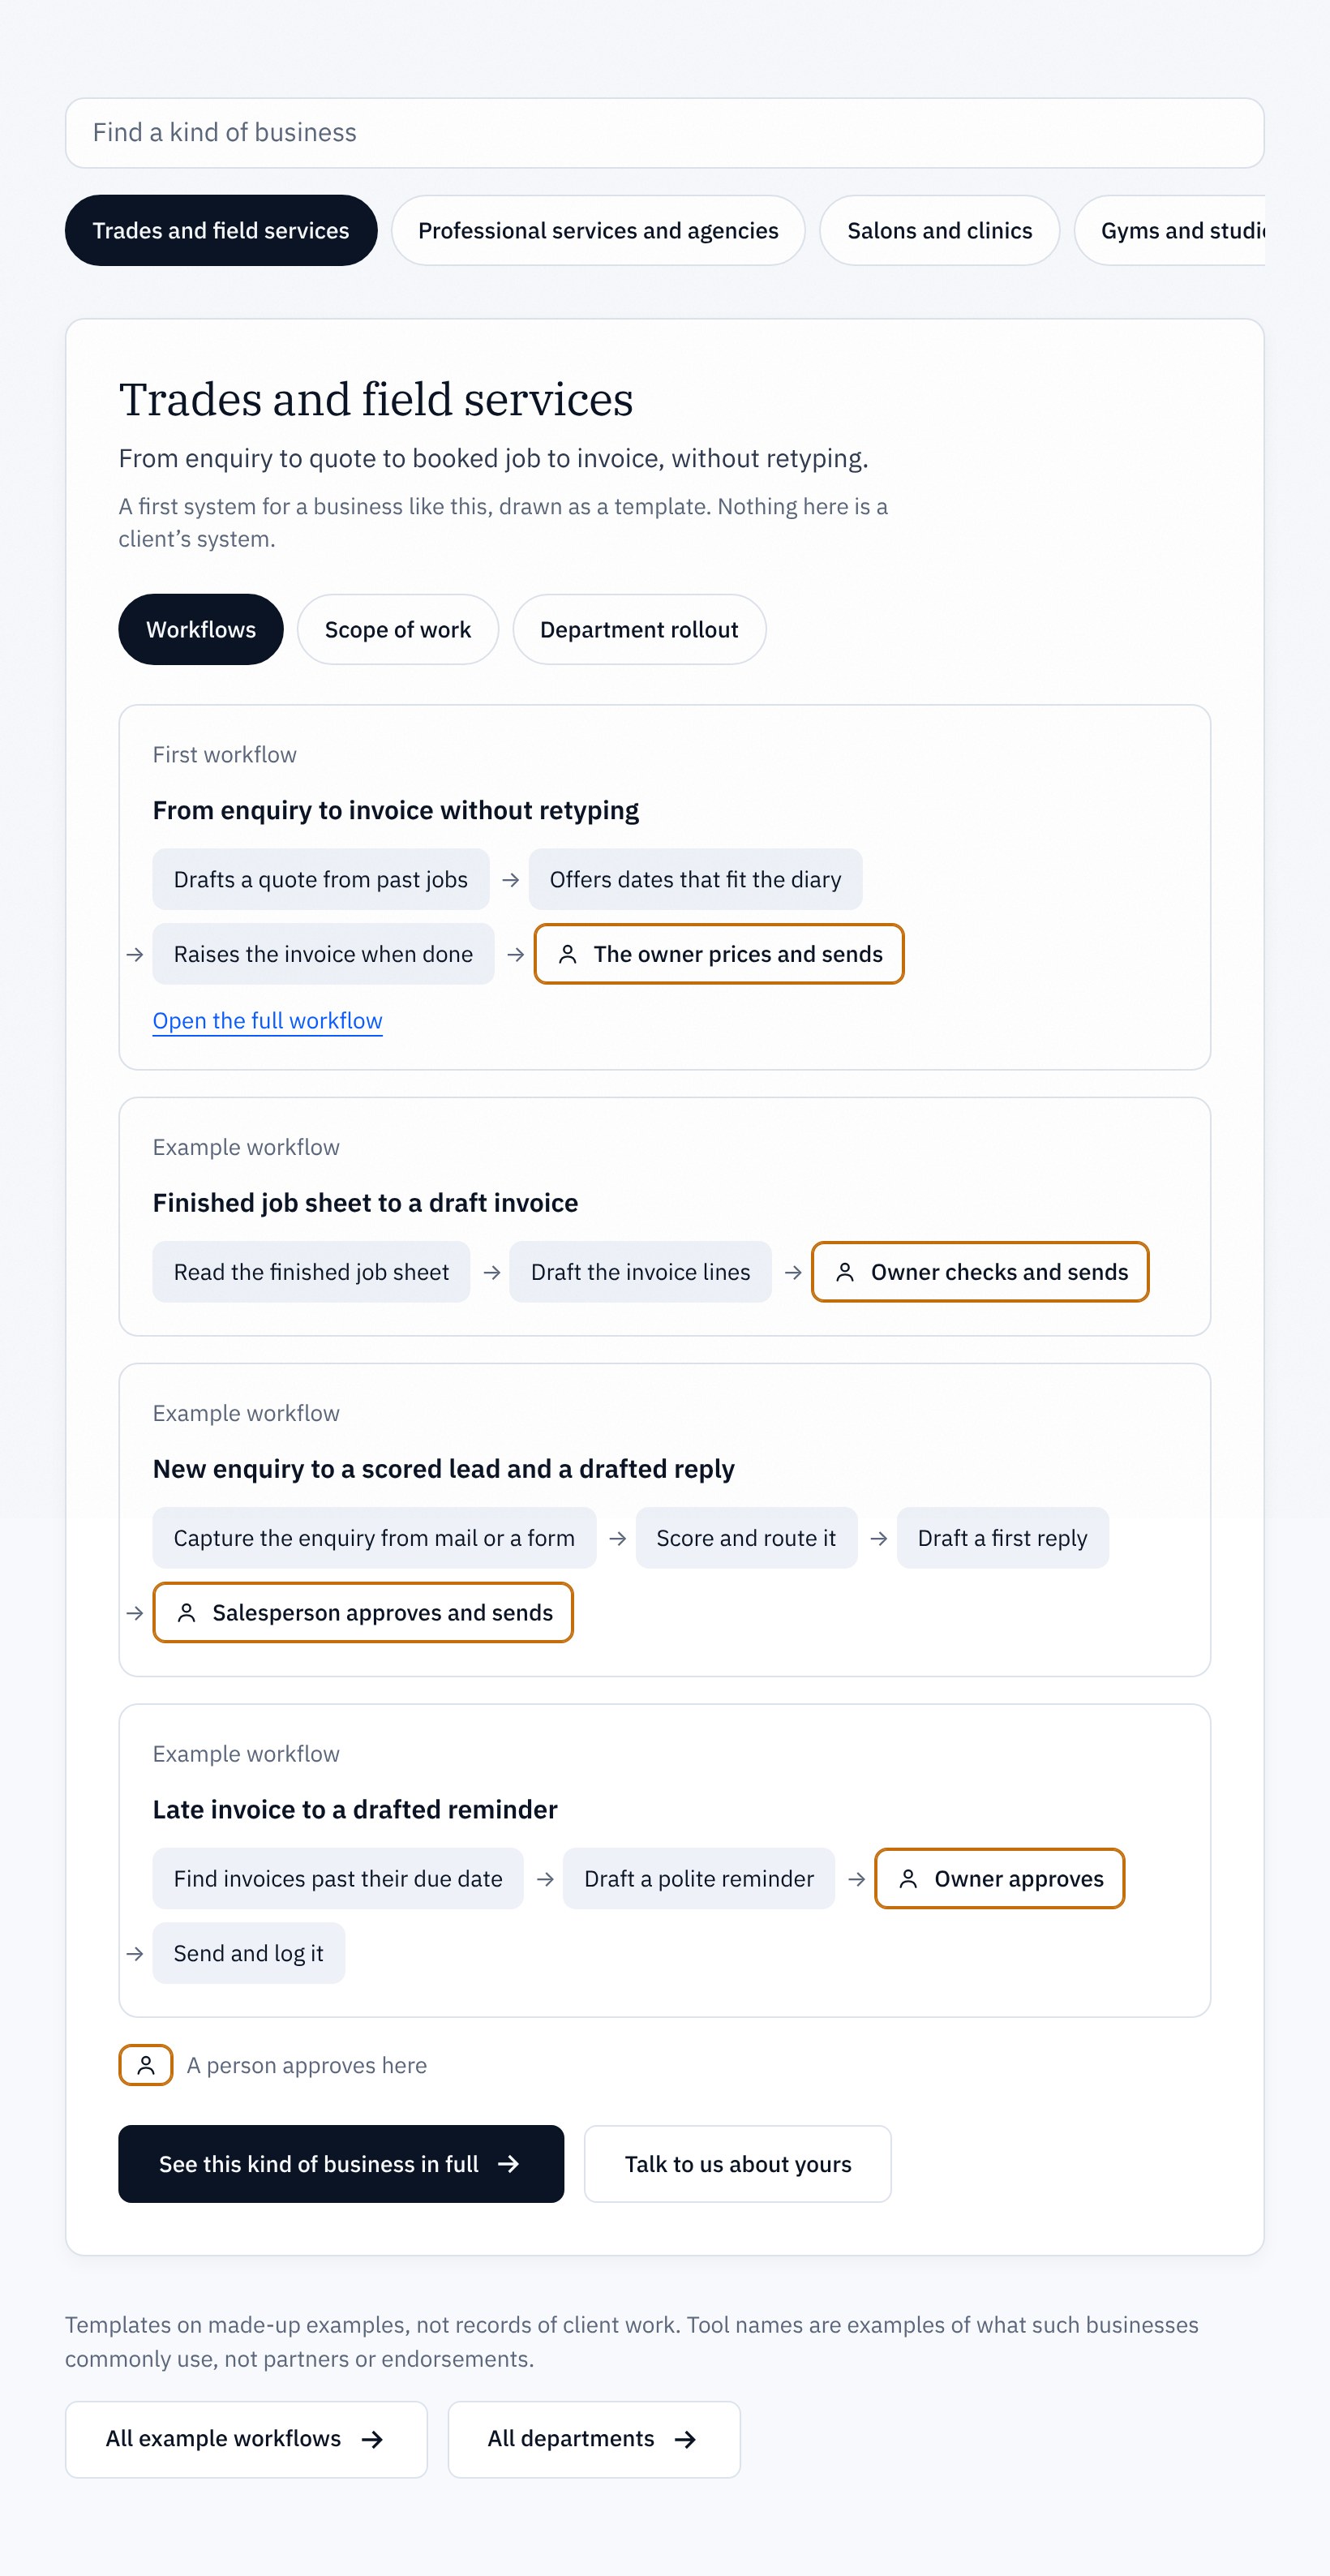 Find a kind of business
Trades and field services
Professional services and agencies
Salons and clinics
Gyms and studi
Trades and field services
From enquiry to quote to booked job to invoice, without retyping.
A first system for a business like this, drawn as a template. Nothing here is a
client’s system.
Workflows
Scope of work
Department rollout
First workflow
From enquiry to invoice without retyping
Drafts a quote from past jobs → Offers dates that fit the diary
→ Raises the invoice when done → The owner prices and sends
Open the full workflow
Example workflow
Finished job sheet to a draft invoice
Read the finished job sheet → Draft the invoice lines → Owner checks and sends
Example workflow
New enquiry to a scored lead and a drafted reply
Capture the enquiry from mail or a form → Score and route it → Draft a first reply
→ Salesperson approves and sends
Example workflow
Late invoice to a drafted reminder
Find invoices past their due date → Draft a polite reminder → Owner approves
→ Send and log it
A person approves here
See this kind of business in full →
Talk to us about yours
Templates on made-up examples, not records of client work. Tool names are examples of what such businesses
commonly use, not partners or endorsements.
All example workflows →
All departments →